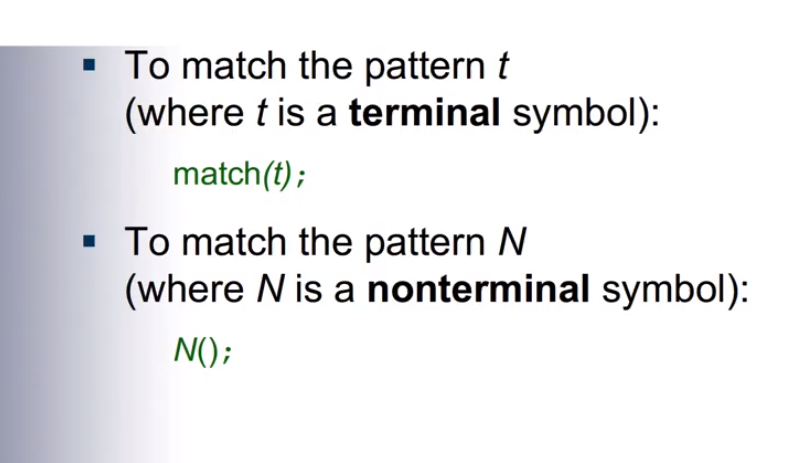 ▪ To match the pattern t
(where t is a terminal symbol):
match(t);
▪ To match the pattern N
(where N is a nonterminal symbol):
N();